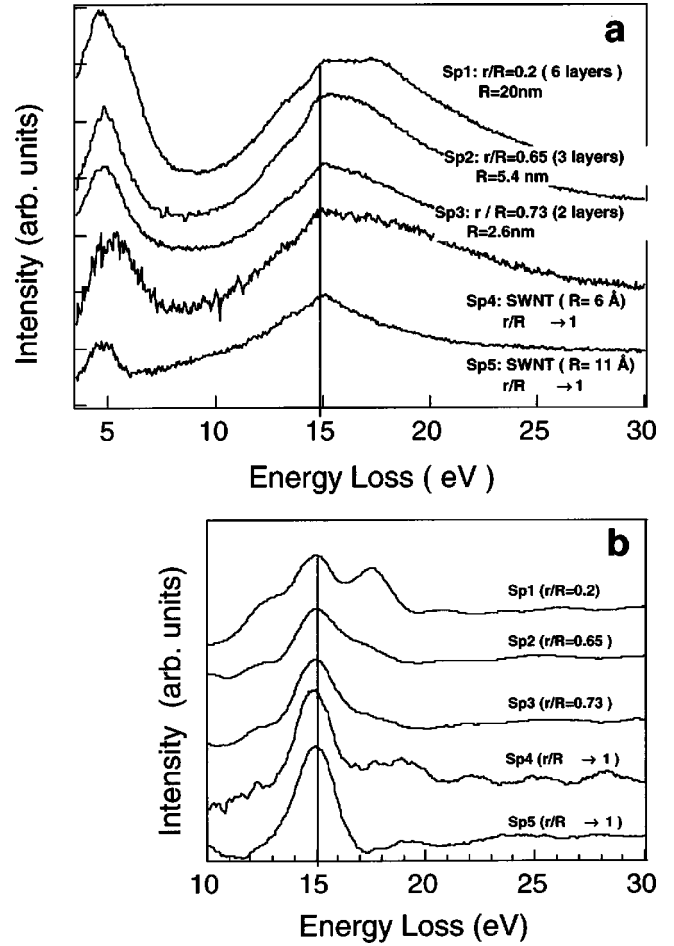 a
Sp1: r/R=0.2 ( 6 layers )
R=20nm
Sp2: r/R=0.65 (3 layers)
R=5.4 nm
Sp3: r / R=0.73 (2 layers)
R=2.6nm
Sp4: SWNT ( R= 6 Å)
r/R →1
Sp5: SWNT ( R= 11 Å)
r/R →1
Intensity (arb. units)
5 10 15 20 25 30
Energy Loss ( eV )
b
Sp1 (r/R=0.2)
Sp2 (r/R=0.65 )
Sp3 (r/R=0.73 )
Sp4 (r/R → 1 )
Sp5 (r/R → 1 )
Intensity (arb. units)
10 15 20 25 30
Energy Loss (eV)